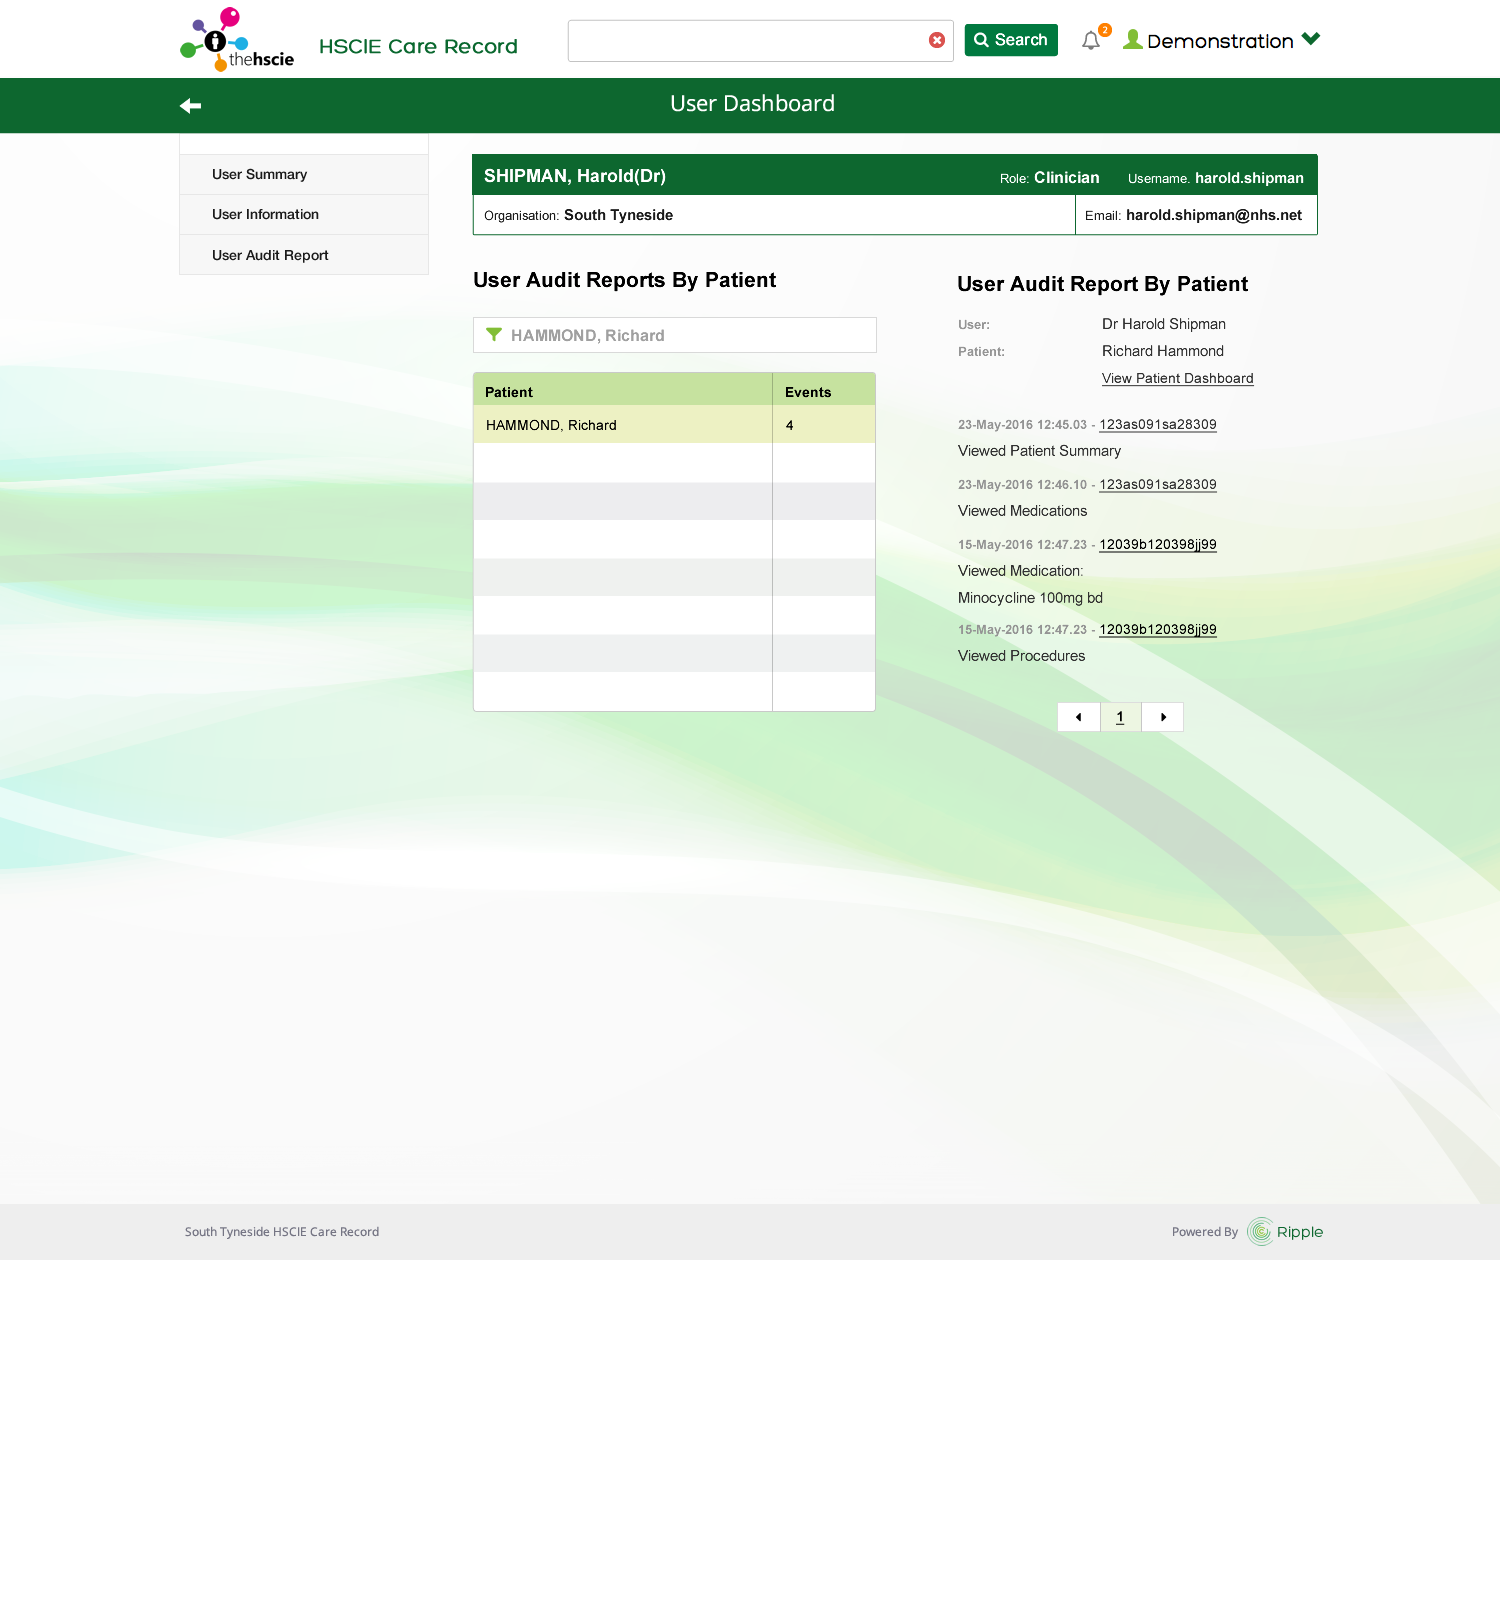 thehscie
HSCIE Care Record
Search
2
Demonstration
User Dashboard
User Summary
User Information
User Audit Report
SHIPMAN, Harold(Dr)
Role: Clinician
Username. harold.shipman
Organisation: South Tyneside
Email: harold.shipman@nhs.net
User Audit Reports By Patient
HAMMOND, Richard
Patient Events
HAMMOND, Richard 4
User Audit Report By Patient
User: Dr Harold Shipman
Patient: Richard Hammond
View Patient Dashboard
23-May-2016 12:45.03 - 123as091sa28309
Viewed Patient Summary
23-May-2016 12:46.10 - 123as091sa28309
Viewed Medications
15-May-2016 12:47.23 - 12039b120398jj99
Viewed Medication:
Minocycline 100mg bd
15-May-2016 12:47.23 - 12039b120398jj99
Viewed Procedures
1
South Tyneside HSCIE Care Record
Powered By Ripple